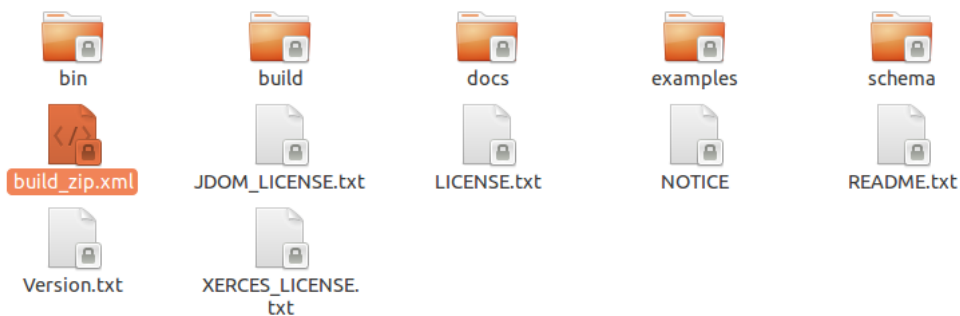 bin build docs examples schema
build_zip.xml JDOM_LICENSE.txt LICENSE.txt NOTICE README.txt
Version.txt XERCES_LICENSE.
txt